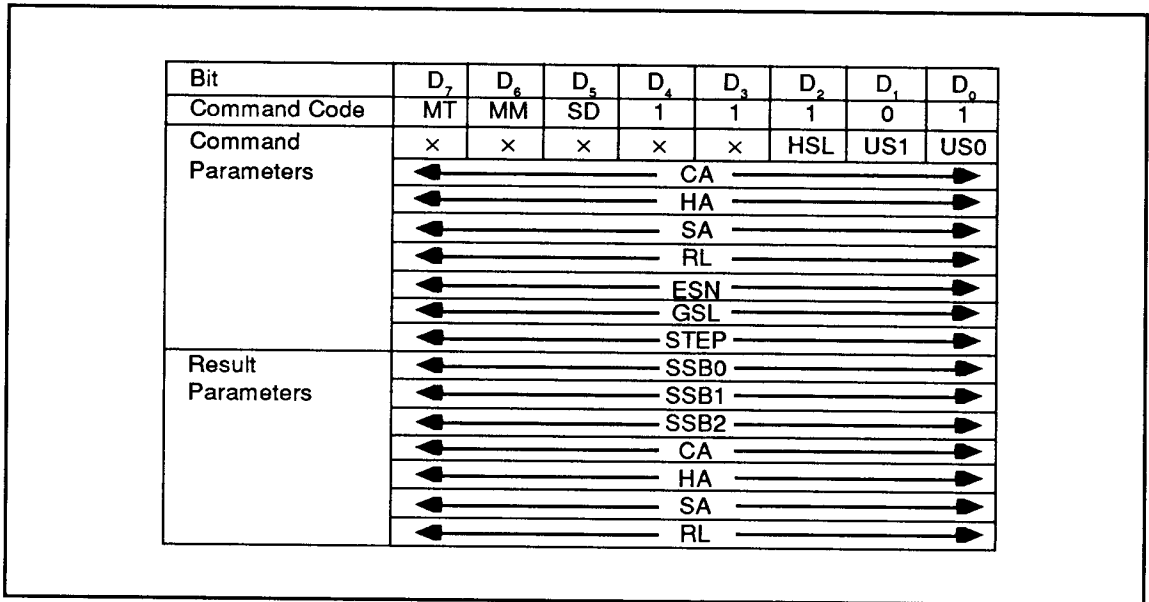 Bit D₇ D₆ D₅ D₄ D₃ D₂ D₁ D₀
Command Code MT MM SD 1 1 1 0 1
Command Parameters × × × × × HSL US1 US0
CA
HA
SA
RL
ESN
GSL
STEP
Result Parameters SSB0
SSB1
SSB2
CA
HA
SA
RL